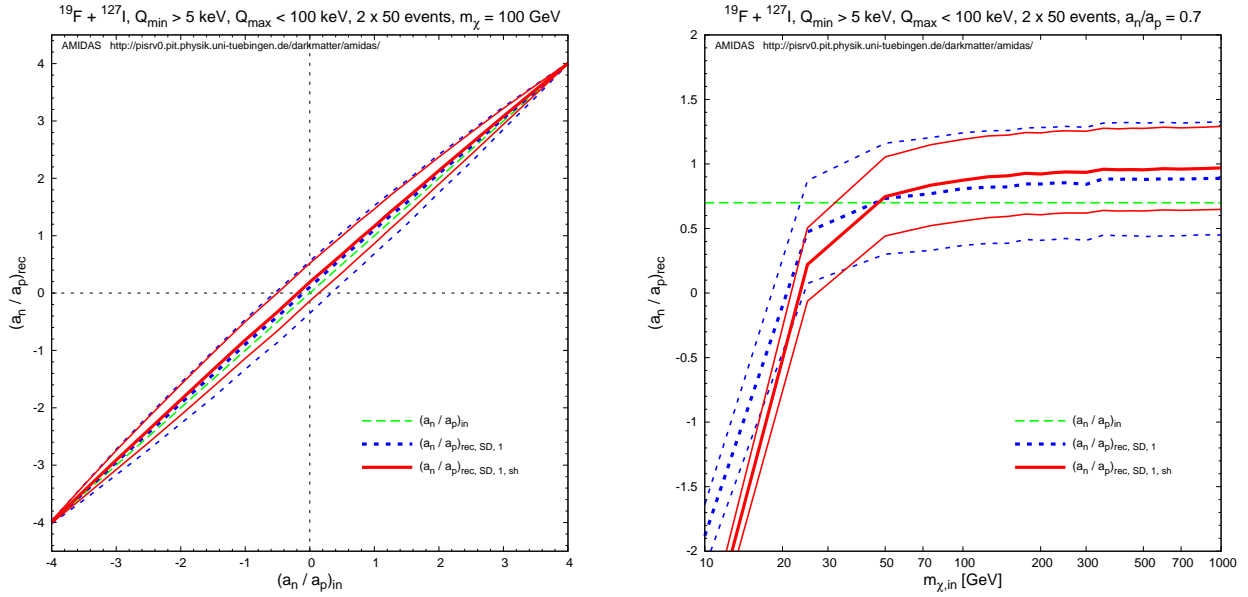 ¹⁹F + ¹²⁷I, Q_min > 5 keV, Q_max < 100 keV, 2 x 50 events, m_χ = 100 GeV
AMIDAS http://pisrv0.pit.physik.uni-tuebingen.de/darkmatter/amidas/
4
3
2
1
0
-1
-2
-3
-4
(a_n / a_p)_rec
(a_n / a_p)_in
(a_n / a_p)_rec, SD, 1
(a_n / a_p)_rec, SD, 1, sh
-4 -3 -2 -1 0 1 2 3 4
(a_n / a_p)_in
¹⁹F + ¹²⁷I, Q_min > 5 keV, Q_max < 100 keV, 2 x 50 events, a_n/a_p = 0.7
AMIDAS http://pisrv0.pit.physik.uni-tuebingen.de/darkmatter/amidas/
2
1.5
1
0.5
0
-0.5
-1
-1.5
-2
(a_n / a_p)_rec
(a_n / a_p)_in
(a_n / a_p)_rec, SD, 1
(a_n / a_p)_rec, SD, 1, sh
10 20 30 50 70 100 200 300 500 700 1000
m_χ,in [GeV]